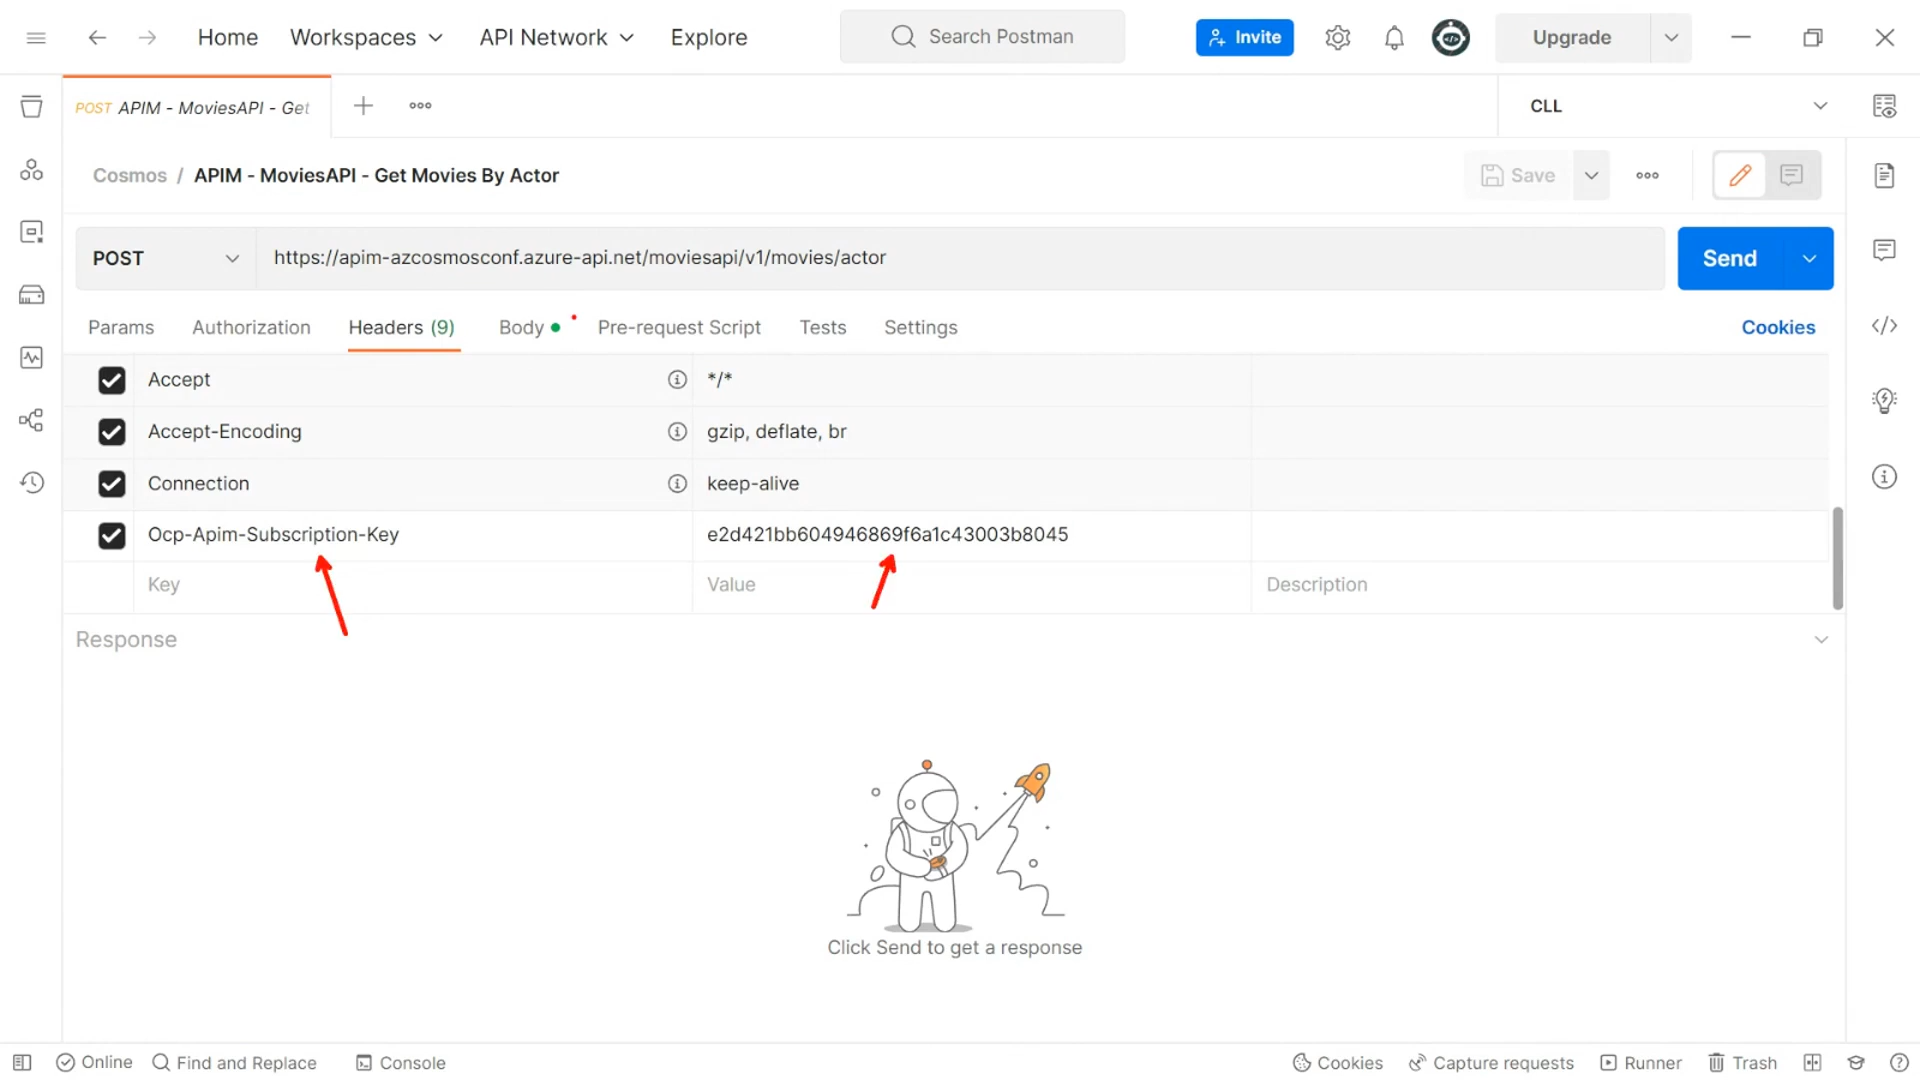 Home Workspaces API Network Explore Search Postman Invite Upgrade
POST APIM - MoviesAPI - Get CLL
Cosmos / APIM - MoviesAPI - Get Movies By Actor Save
POST https://apim-azcosmosconf.azure-api.net/moviesapi/v1/movies/actor Send
Params Authorization Headers (9) Body Pre-request Script Tests Settings Cookies
Accept */*
Accept-Encoding gzip, deflate, br
Connection keep-alive
Ocp-Apim-Subscription-Key e2d421bb604946869f6a1c43003b8045
Key Value Description
Response
Click Send to get a response
Online Find and Replace Console Cookies Capture requests Runner Trash